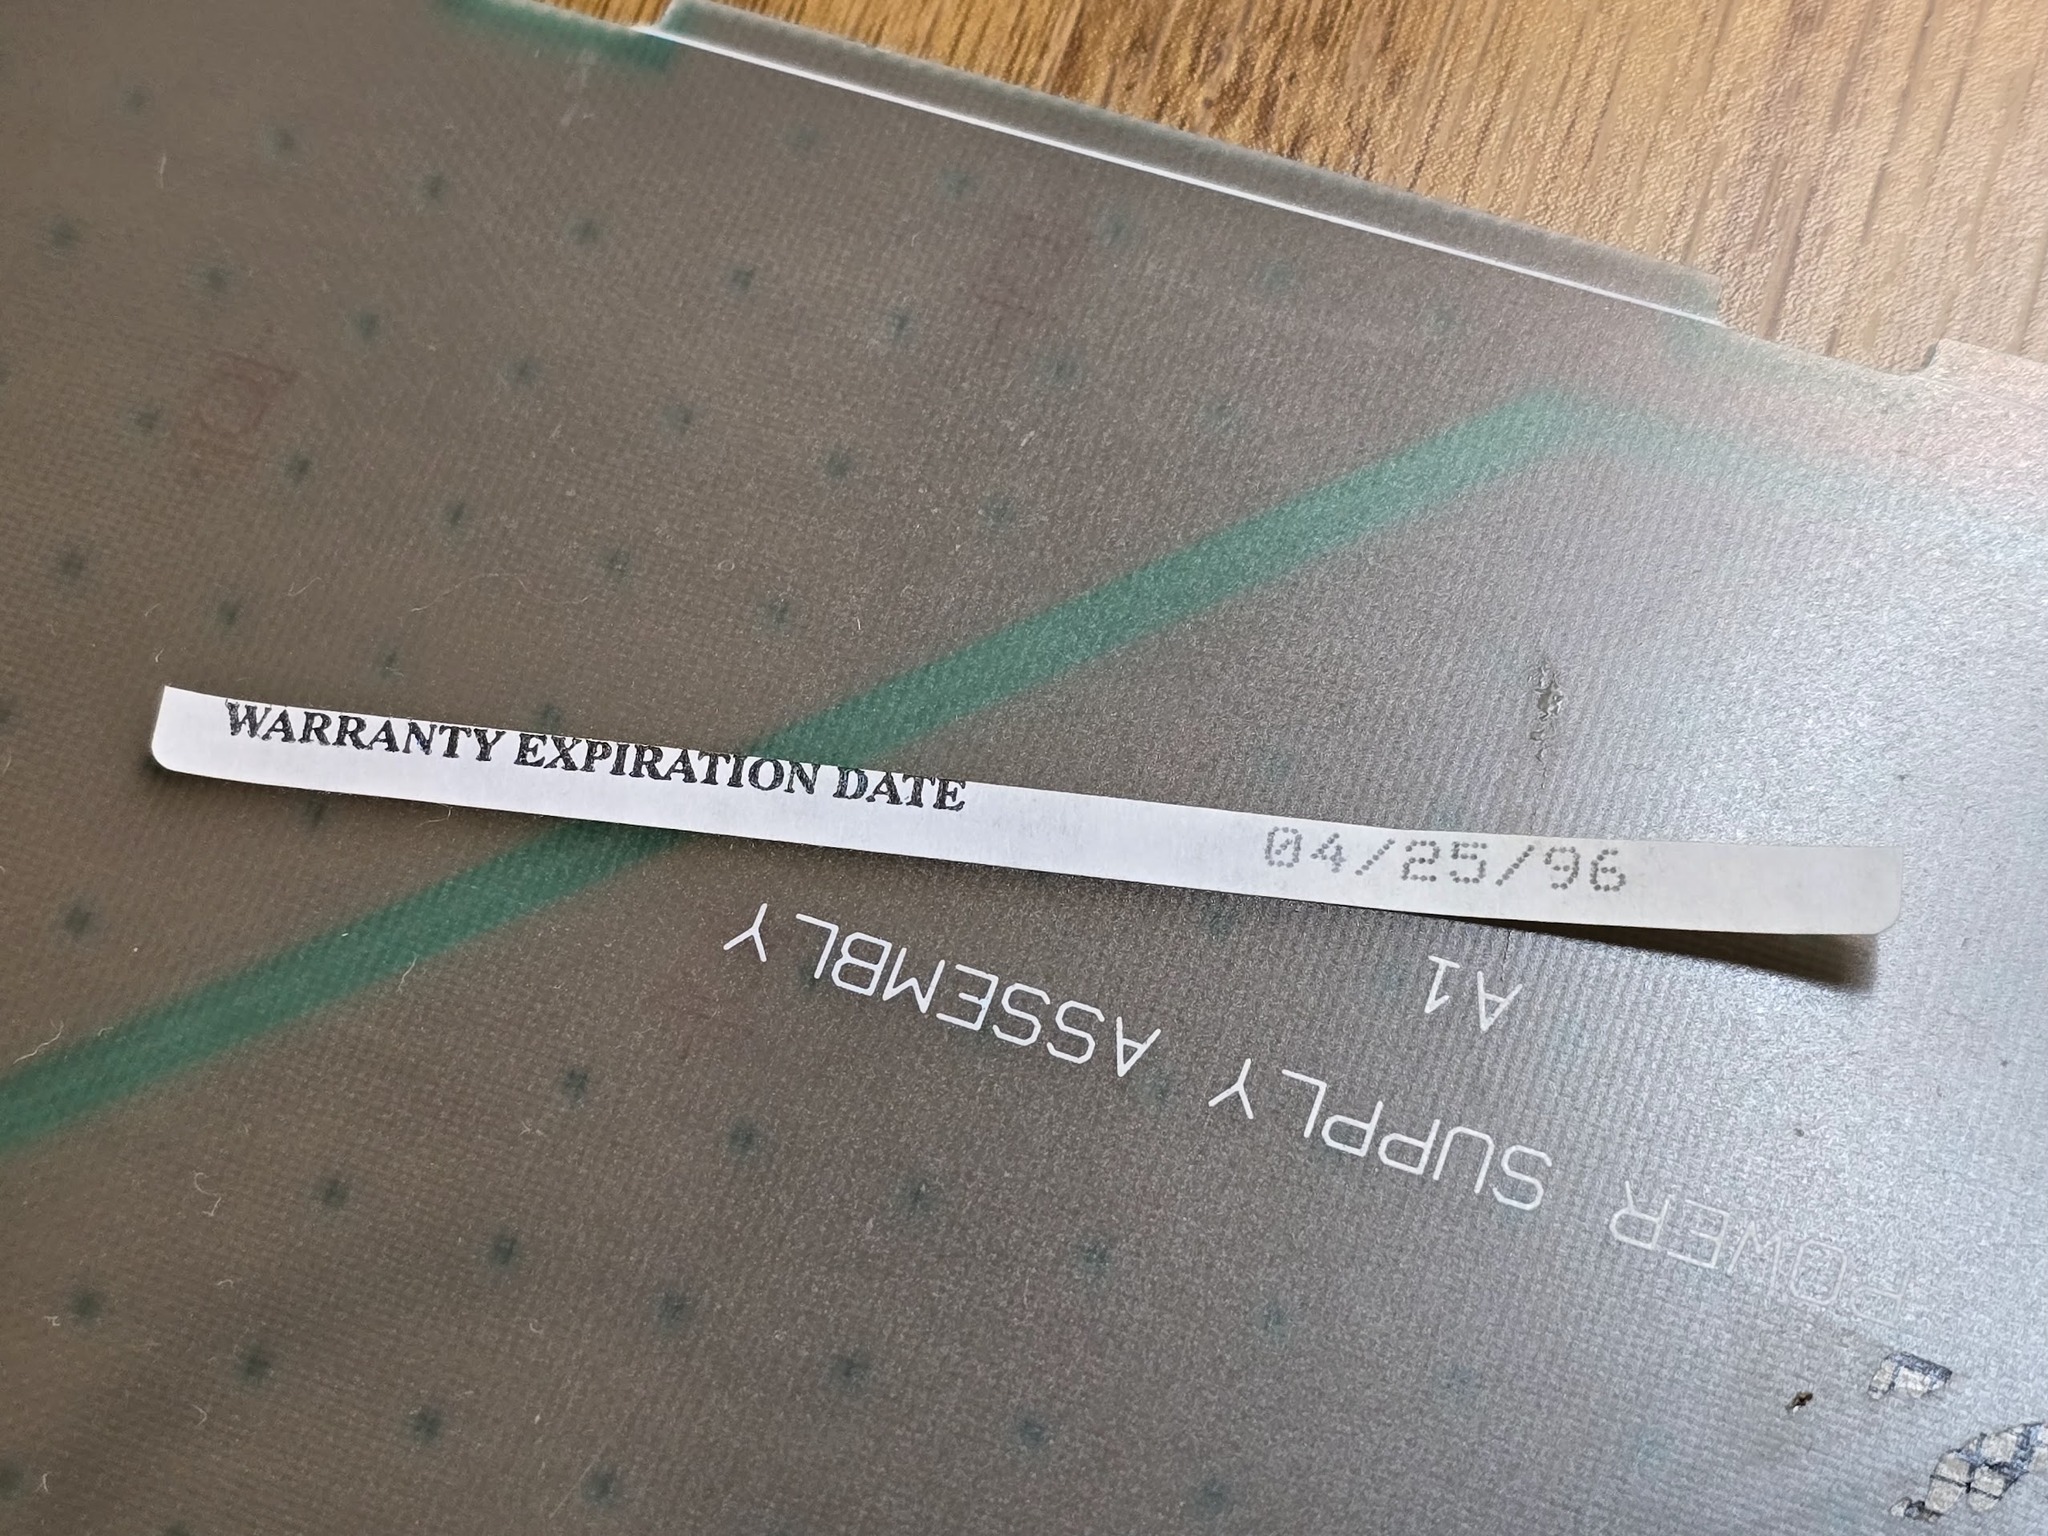 WARRANTY EXPIRATION DATE 04/25/96
POWER SUPPLY ASSEMBLY
A1